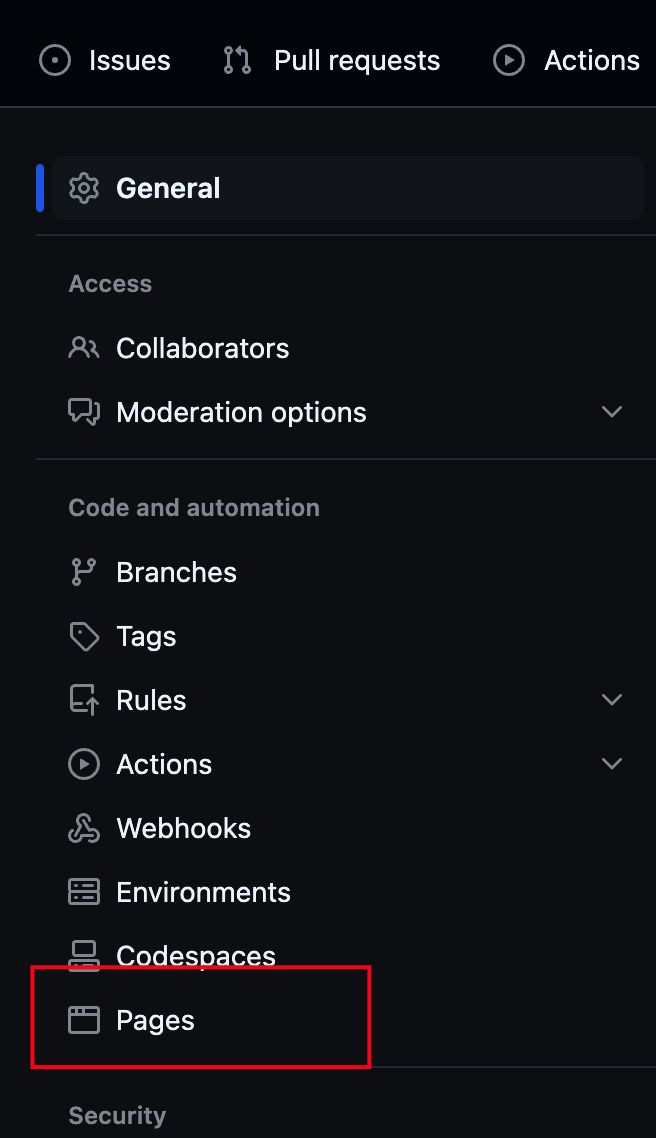 Issues Pull requests Actions
General
Access
Collaborators
Moderation options
Code and automation
Branches
Tags
Rules
Actions
Webhooks
Environments
Codespaces
Pages
Security